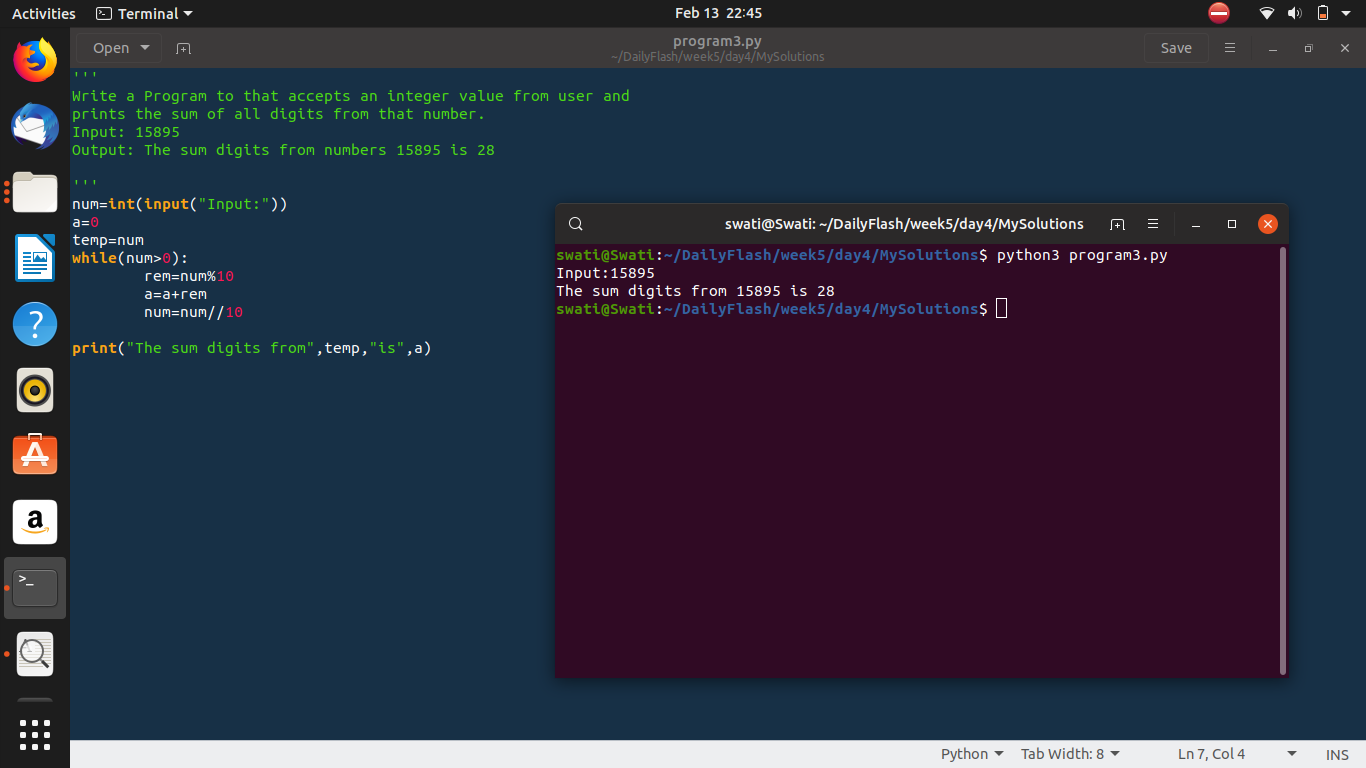 Activities Terminal Feb 13 22:45
Open program3.py Save
~/DailyFlash/week5/day4/MySolutions
'''
Write a Program to that accepts an integer value from user and
prints the sum of all digits from that number.
Input: 15895
Output: The sum digits from numbers 15895 is 28
'''
num=int(input("Input:"))
a=0
temp=num
while(num>0):
        rem=num%10
        a=a+rem
        num=num//10
print("The sum digits from",temp,"is",a)
swati@Swati: ~/DailyFlash/week5/day4/MySolutions
swati@Swati:~/DailyFlash/week5/day4/MySolutions$ python3 program3.py
Input:15895
The sum digits from 15895 is 28
swati@Swati:~/DailyFlash/week5/day4/MySolutions$
Python Tab Width: 8 Ln 7, Col 4 INS